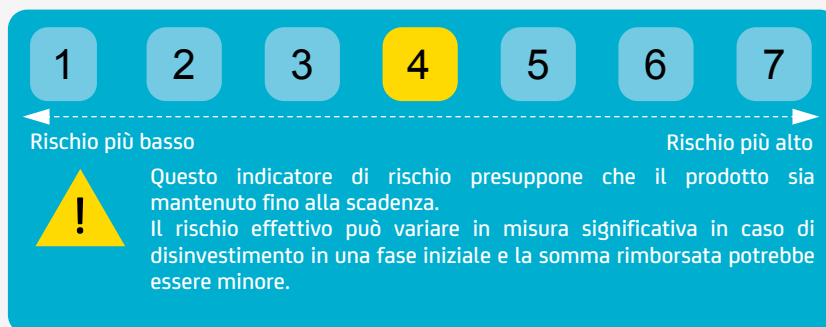 1 2 3 4 5 6 7
Rischio più basso Rischio più alto
! Questo indicatore di rischio presuppone che il prodotto sia
mantenuto fino alla scadenza.
Il rischio effettivo può variare in misura significativa in caso di
disinvestimento in una fase iniziale e la somma rimborsata potrebbe
essere minore.